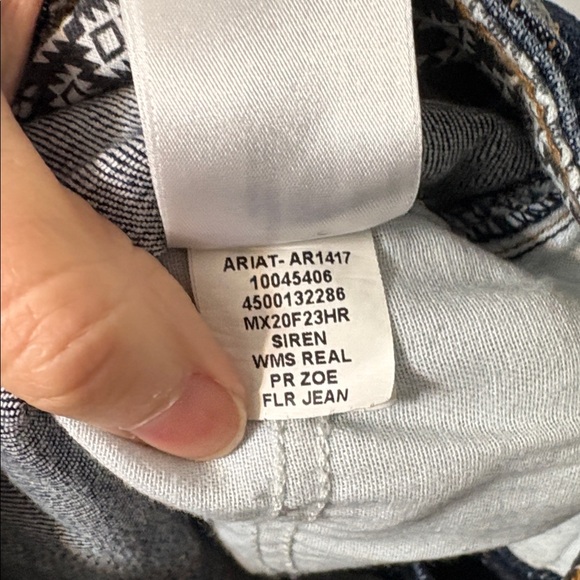 ARIAT- AR1417
10045406
4500132286
MX20F23HR
SIREN
WMS REAL
PR ZOE
FLR JEAN